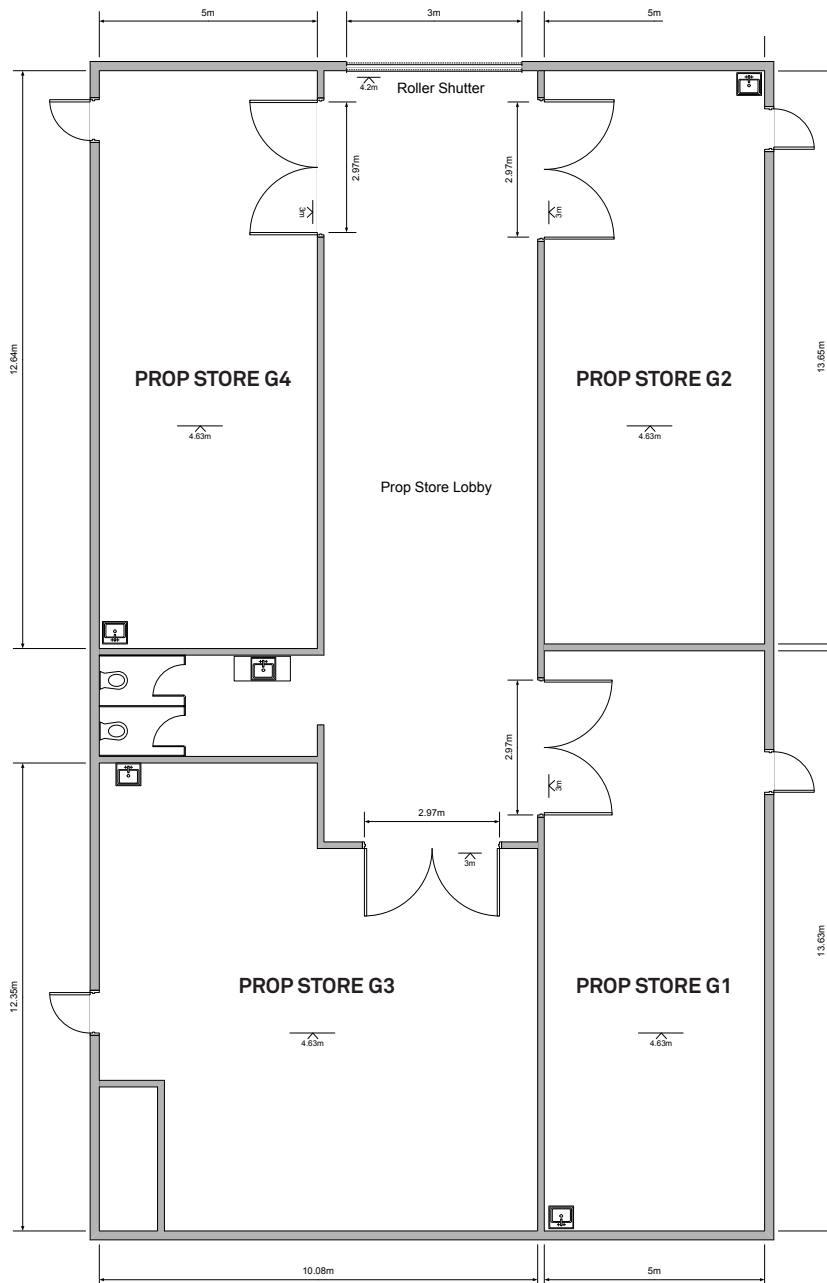 5m
3m
5m
4.2m
Roller Shutter
2.97m
2.97m
3m
3m
12.64m
13.65m
PROP STORE G4
PROP STORE G2
4.63m
4.63m
Prop Store Lobby
2.97m
3m
2.97m
3m
PROP STORE G3
PROP STORE G1
12.35m
13.63m
4.63m
4.63m
10.08m
5m